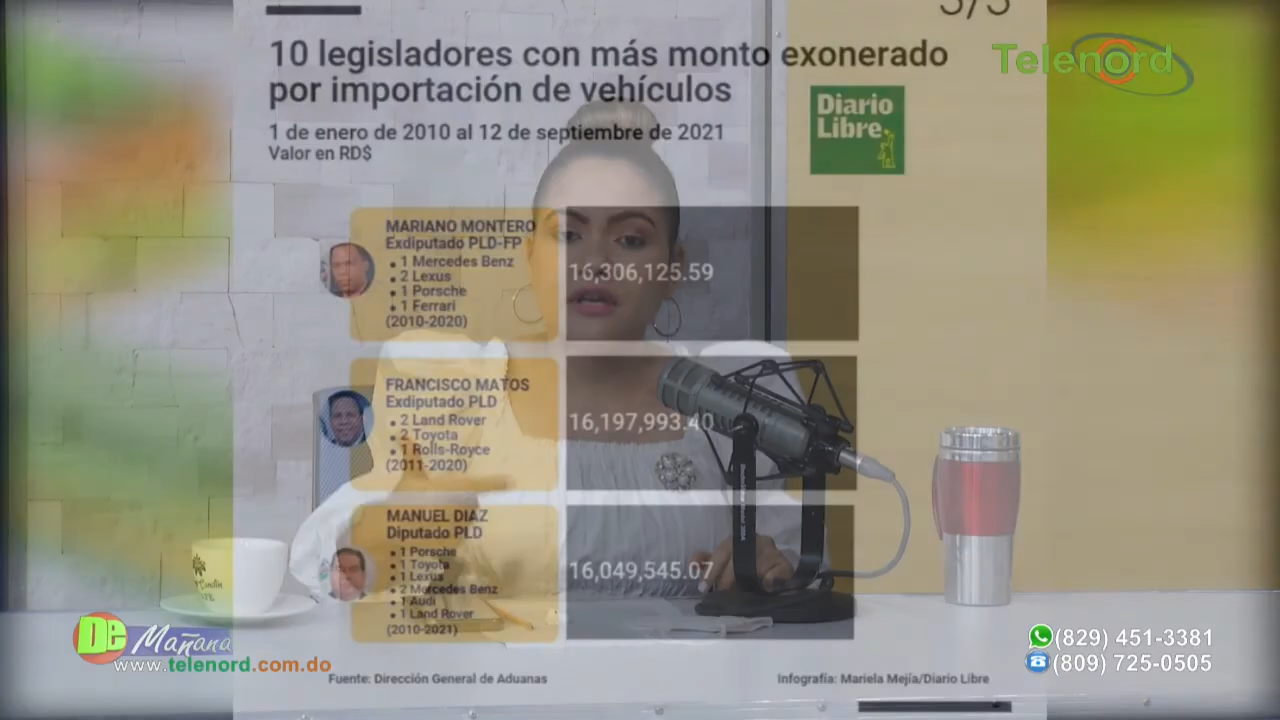 3/3
10 legisladores con más monto exonerado
por importación de vehículos
1 de enero de 2010 al 12 de septiembre de 2021
Valor en RD$
Telenord
Diario
Libre
MARIANO MONTERO
Exdiputado PLD-FP
• 1 Mercedes Benz
• 2 Lexus
• 1 Porsche
• 1 Ferrari
(2010-2020)
16,306,125.59
FRANCISCO MATOS
Exdiputado PLD
• 2 Land Rover
• 2 Toyota
• 1 Rolls-Royce
(2011-2020)
16,197,993.40
MANUEL DIAZ
Diputado PLD
• 1 Porsche
• 1 Toyota
• 1 Lexus
• 2 Mercedes Benz
• 1 Audi
• 1 Land Rover
(2010-2021)
16,049,545.07
De Mañana
www.telenord.com.do
(829) 451-3381
(809) 725-0505
Fuente: Dirección General de Aduanas
Infografía: Mariela Mejía/Diario Libre